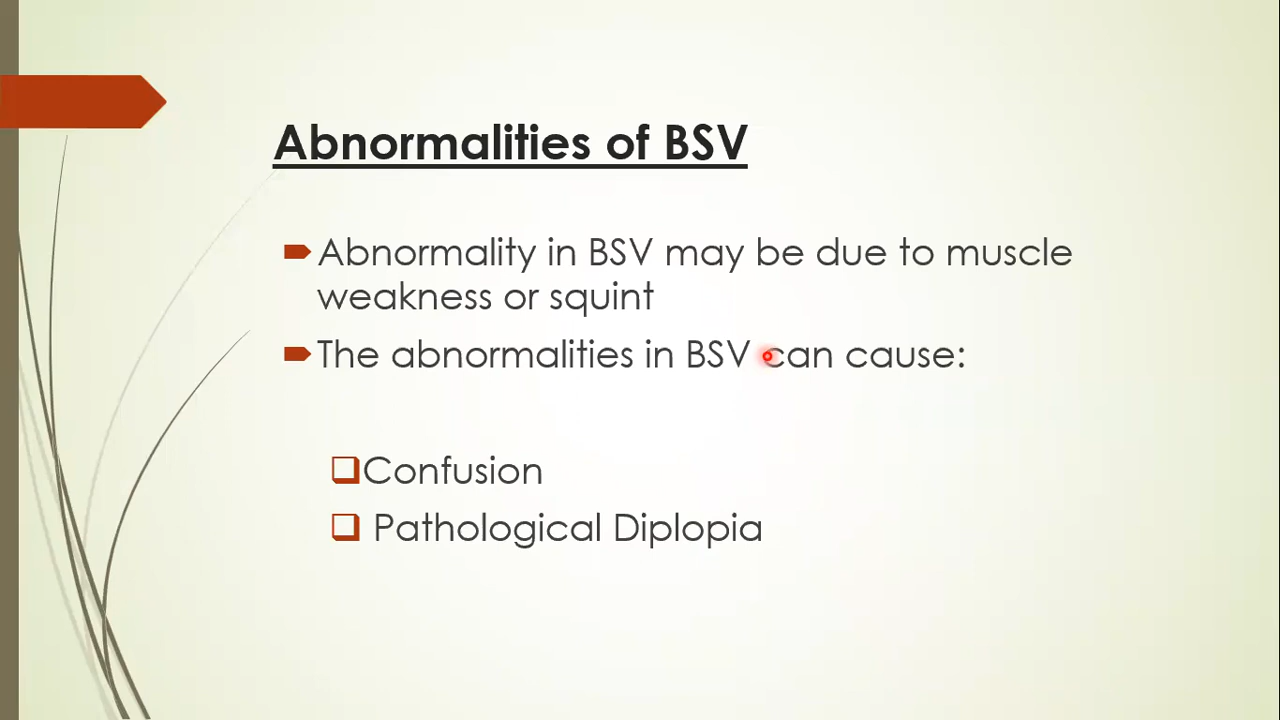 Abnormalities of BSV
Abnormality in BSV may be due to muscle
weakness or squint
The abnormalities in BSV can cause:
Confusion
Pathological Diplopia